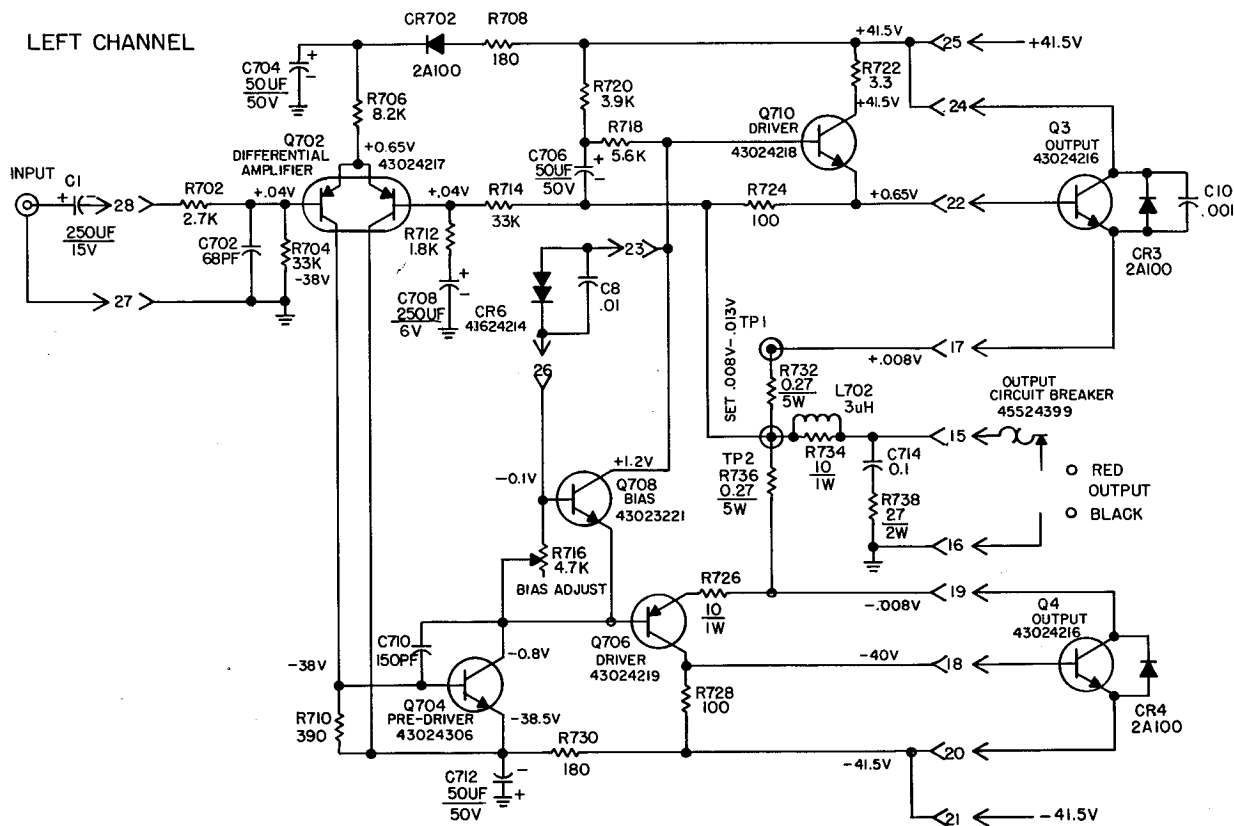 LEFT CHANNEL
CR702
2A100
R708
180
+41.5V
25
+41.5V
C704
50UF
50V
+
-
R706
8.2K
R720
3.9K
R722
3.3
+41.5V
24
Q702
DIFFERENTIAL
AMPLIFIER
+0.65V
43024217
R718
5.6K
Q710
DRIVER
43024218
Q3
OUTPUT
43024216
C706
50UF
50V
+
-
INPUT
C1
+
-
250UF
15V
28
R702
2.7K
+.04V
+.04V
R714
33K
R724
100
+0.65V
22
C10
.001
CR3
2A100
C702
68PF
R704
33K
-38V
27
R712
1.8K
C708
250UF
6V
+
-
23
CR6
43624214
C8
.01
26
SET .008V-.013V
TP1
+.008V
17
R732
0.27
5W
L702
3uH
OUTPUT
CIRCUIT BREAKER
45524399
15
TP2
R736
0.27
5W
R734
10
1W
C714
0.1
R738
27
2W
RED
OUTPUT
BLACK
16
-0.1V
+1.2V
Q708
BIAS
43023221
R716
4.7K
BIAS ADJUST
R726
10
1W
-.008V
19
Q4
OUTPUT
43024216
C710
150PF
-0.8V
Q706
DRIVER
43024219
-40V
18
-38V
Q704
PRE-DRIVER
43024306
-38.5V
R728
100
CR4
2A100
R710
390
R730
180
-41.5V
20
C712
50UF
50V
-
+
21
-41.5V